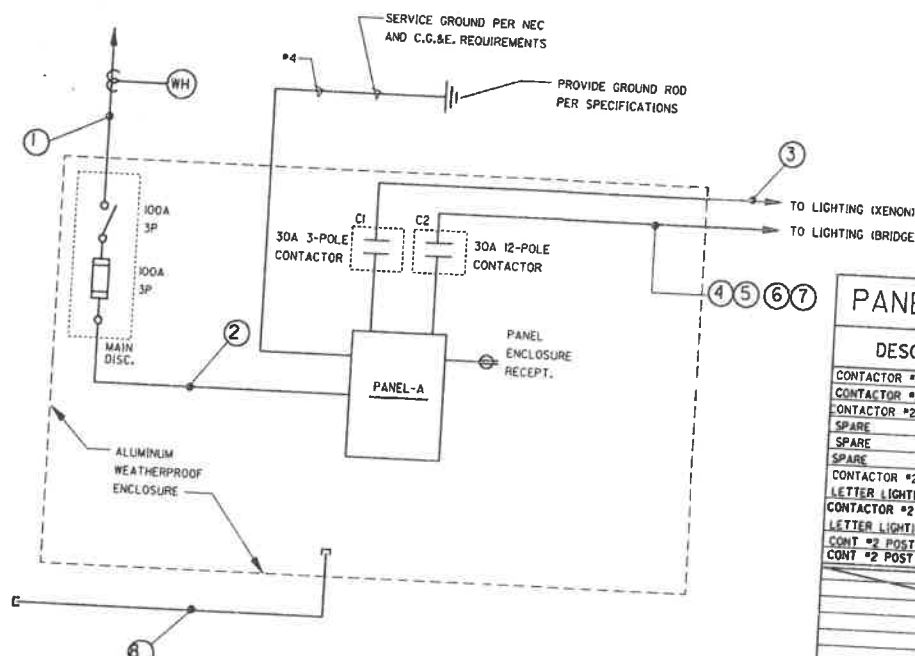 SERVICE GROUND PER NEC
AND C.G.&E. REQUIREMENTS
#4
WH
PROVIDE GROUND ROD
PER SPECIFICATIONS
1
3
100A
3P
C1
C2
TO LIGHTING (XENON)
TO LIGHTING (BRIDGE
30A 3-POLE
CONTACTOR
30A 12-POLE
CONTACTOR
100A
3P
4 5 6 7
MAIN
DISC.
2
PANEL
ENCLOSURE
RECEPT.
PANEL-A
ALUMINUM
WEATHERPROOF
ENCLOSURE
8
PANE
DESC
CONTACTOR #
CONTACTOR #
CONTACTOR #2
SPARE
SPARE
SPARE
CONTACTOR #2
LETTER LIGHTI
CONTACTOR #2
LETTER LIGHTI
CONT #2 POST
CONT #2 POST